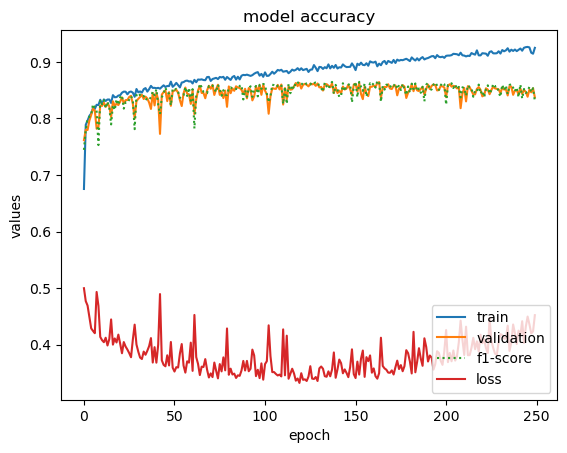 model accuracy
values
0.9
0.8
0.7
0.6
0.5
0.4
train
validation
f1-score
loss
0
50
100
150
200
250
epoch